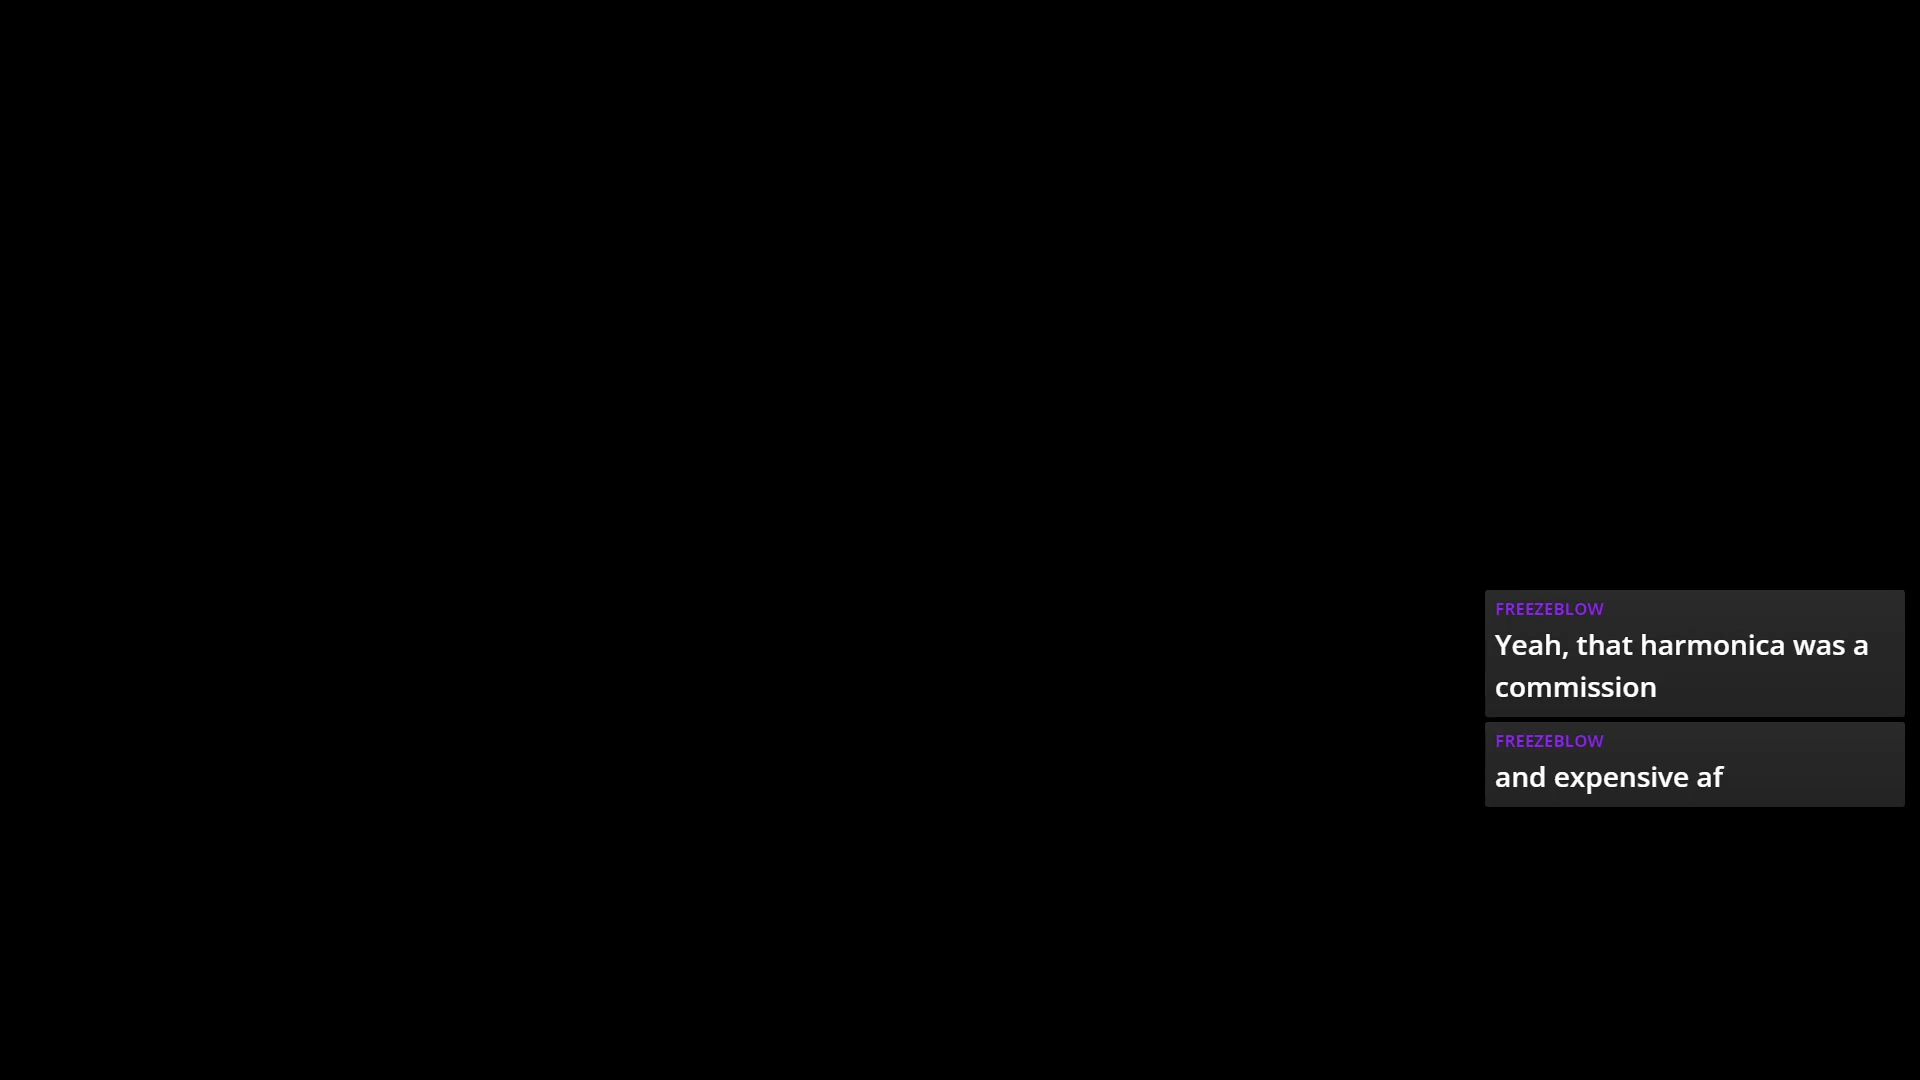 FREEZEBLOW
Yeah, that harmonica was a
commission
FREEZEBLOW
and expensive af